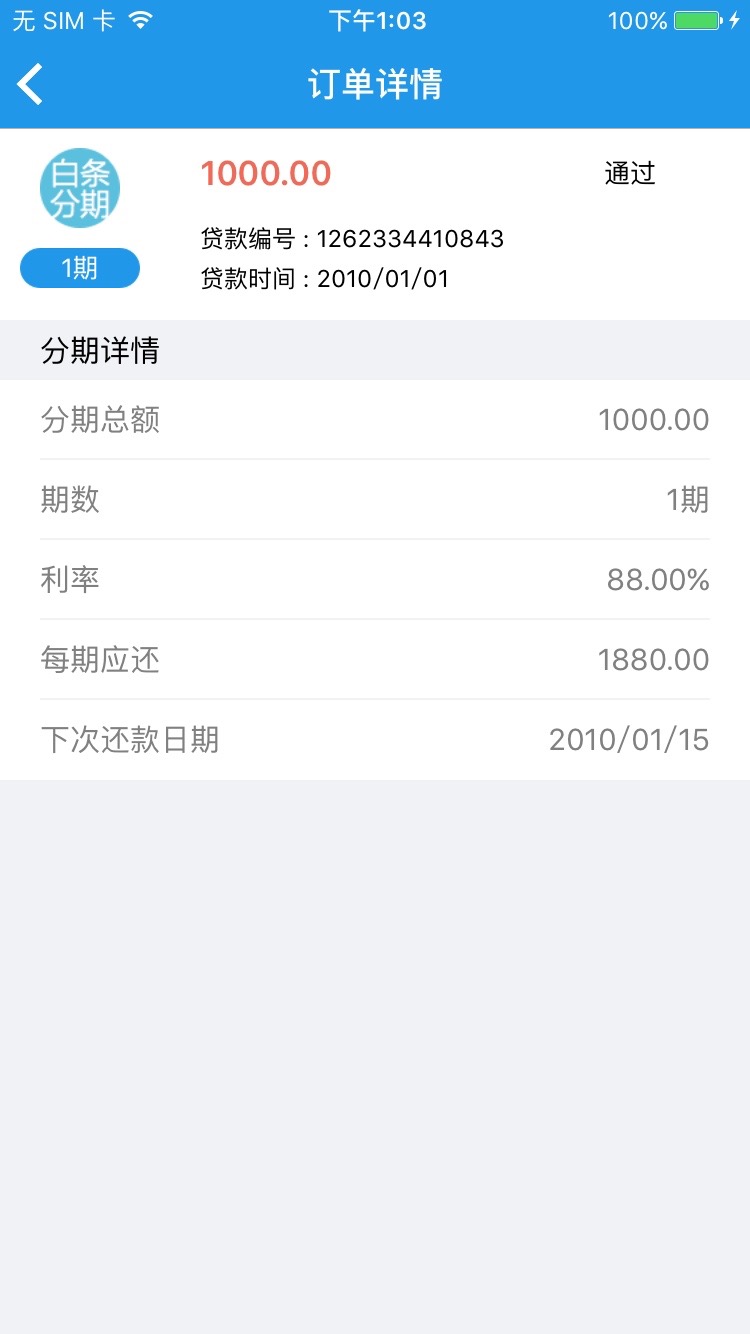 无 SIM 卡 下午1:03 100%
订单详情
白条
分期
1000.00 通过
贷款编号：1262334410843
1期
贷款时间：2010/01/01
分期详情
分期总额 1000.00
期数 1期
利率 88.00%
每期应还 1880.00
下次还款日期 2010/01/15